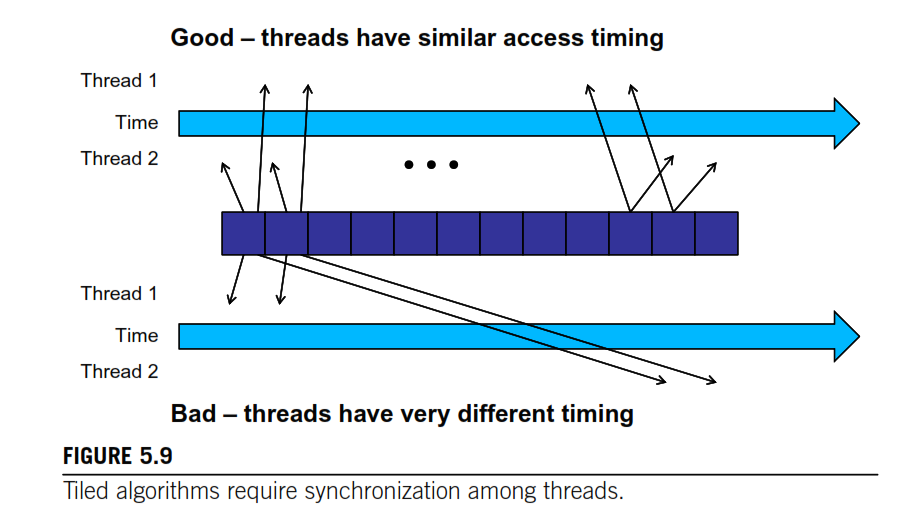 Good – threads have similar access timing
Thread 1
Time
Thread 2
Thread 1
Time
Thread 2
Bad – threads have very different timing
FIGURE 5.9
Tiled algorithms require synchronization among threads.